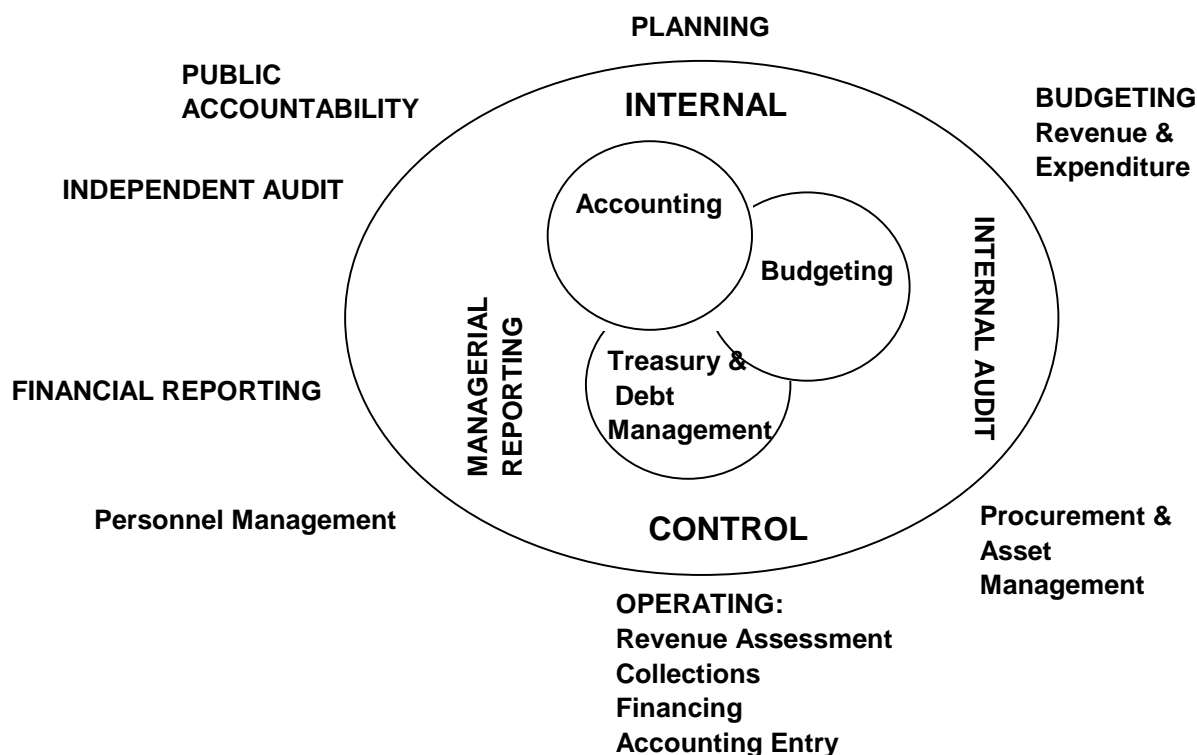 PLANNING
PUBLIC
ACCOUNTABILITY
INTERNAL
BUDGETING
Revenue &
Expenditure
INDEPENDENT AUDIT
Accounting
Budgeting
INTERNAL AUDIT
MANAGERIAL
REPORTING
Treasury &
Debt
Management
FINANCIAL REPORTING
Personnel Management
CONTROL
Procurement &
Asset
Management
OPERATING:
Revenue Assessment
Collections
Financing
Accounting Entry